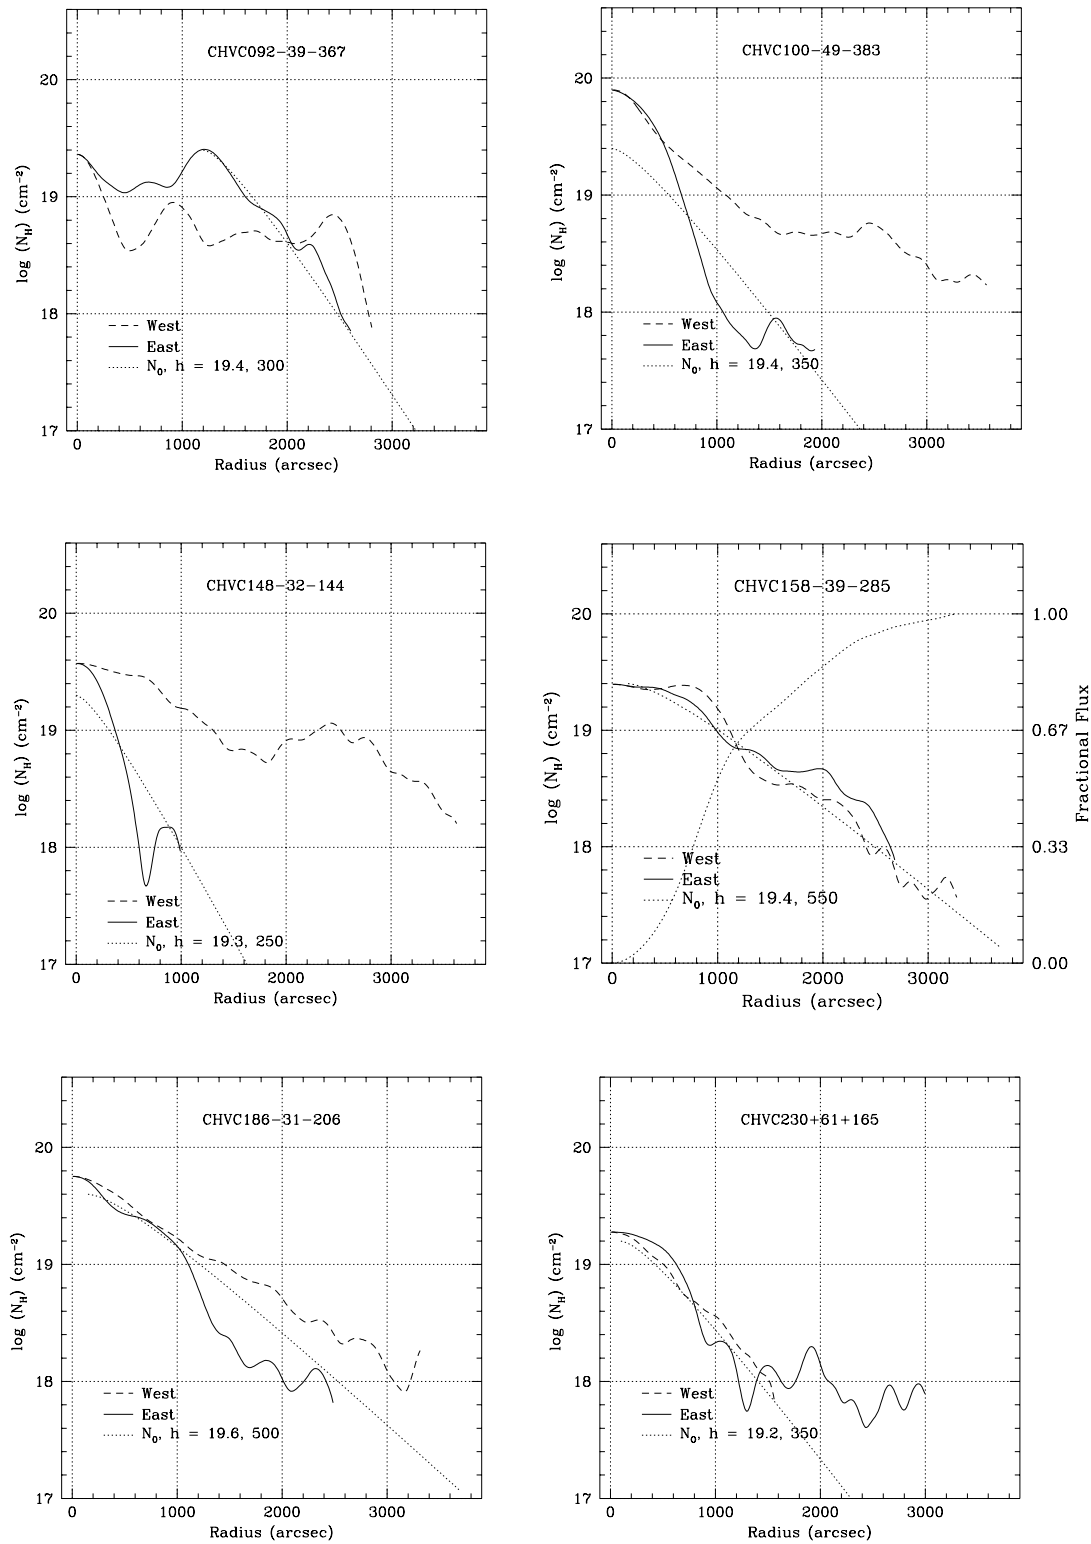 CHVC092-39-367
20
19
18
17
log (N_H) (cm⁻²)
West
East
N₀, h = 19.4, 300
0 1000 2000 3000
Radius (arcsec)
CHVC100-49-383
20
19
18
17
log (N_H) (cm⁻²)
West
East
N₀, h = 19.4, 350
0 1000 2000 3000
Radius (arcsec)
CHVC148-32-144
20
19
18
17
log (N_H) (cm⁻²)
West
East
N₀, h = 19.3, 250
0 1000 2000 3000
Radius (arcsec)
CHVC158-39-285
20
19
18
17
log (N_H) (cm⁻²)
1.00
0.67
0.33
0.00
Fractional Flux
West
East
N₀, h = 19.4, 550
0 1000 2000 3000
Radius (arcsec)
CHVC186-31-206
20
19
18
17
log (N_H) (cm⁻²)
West
East
N₀, h = 19.6, 500
0 1000 2000 3000
Radius (arcsec)
CHVC230+61+165
20
19
18
17
log (N_H) (cm⁻²)
West
East
N₀, h = 19.2, 350
0 1000 2000 3000
Radius (arcsec)